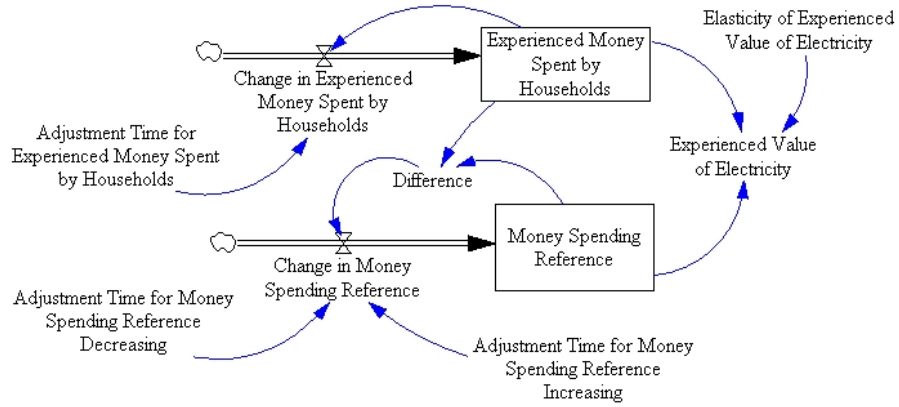 Elasticity of Experienced
Value of Electricity
Experienced Money
Spent by
Households
Change in Experienced
Money Spent by
Households
Adjustment Time for
Experienced Money Spent
by Households
Experienced Value
of Electricity
Difference
Money Spending
Reference
Change in Money
Spending Reference
Adjustment Time for Money
Spending Reference
Decreasing
Adjustment Time for Money
Spending Reference
Increasing